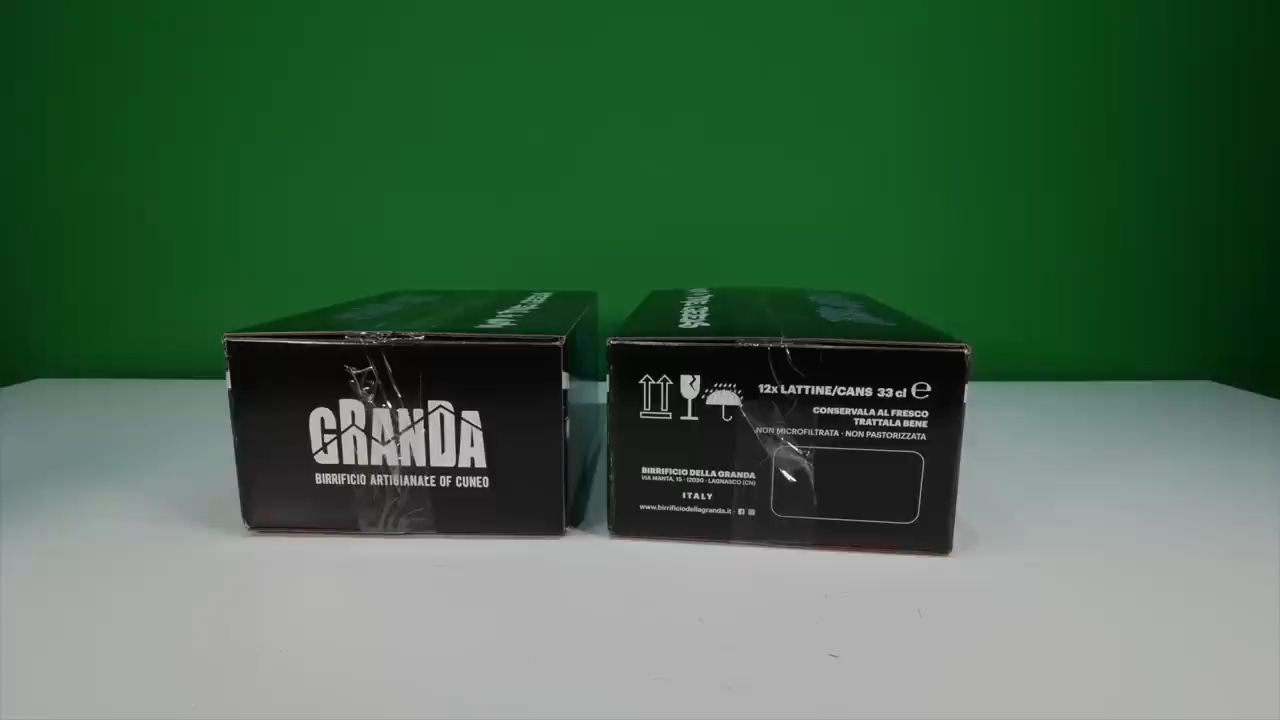 GRANDA
BIRRIFICIO ARTIGIANALE OF CUNEO
12x LATTINE/CANS 33 cl ℮
CONSERVALA AL FRESCO
TRATTALA BENE
NON MICROFILTRATA - NON PASTORIZZATA
BIRRIFICIO DELLA GRANDA
VIA MANTA, 15 - 12030 - LAGNASCO (CN)
ITALY
www.birrificiodellagranda.it